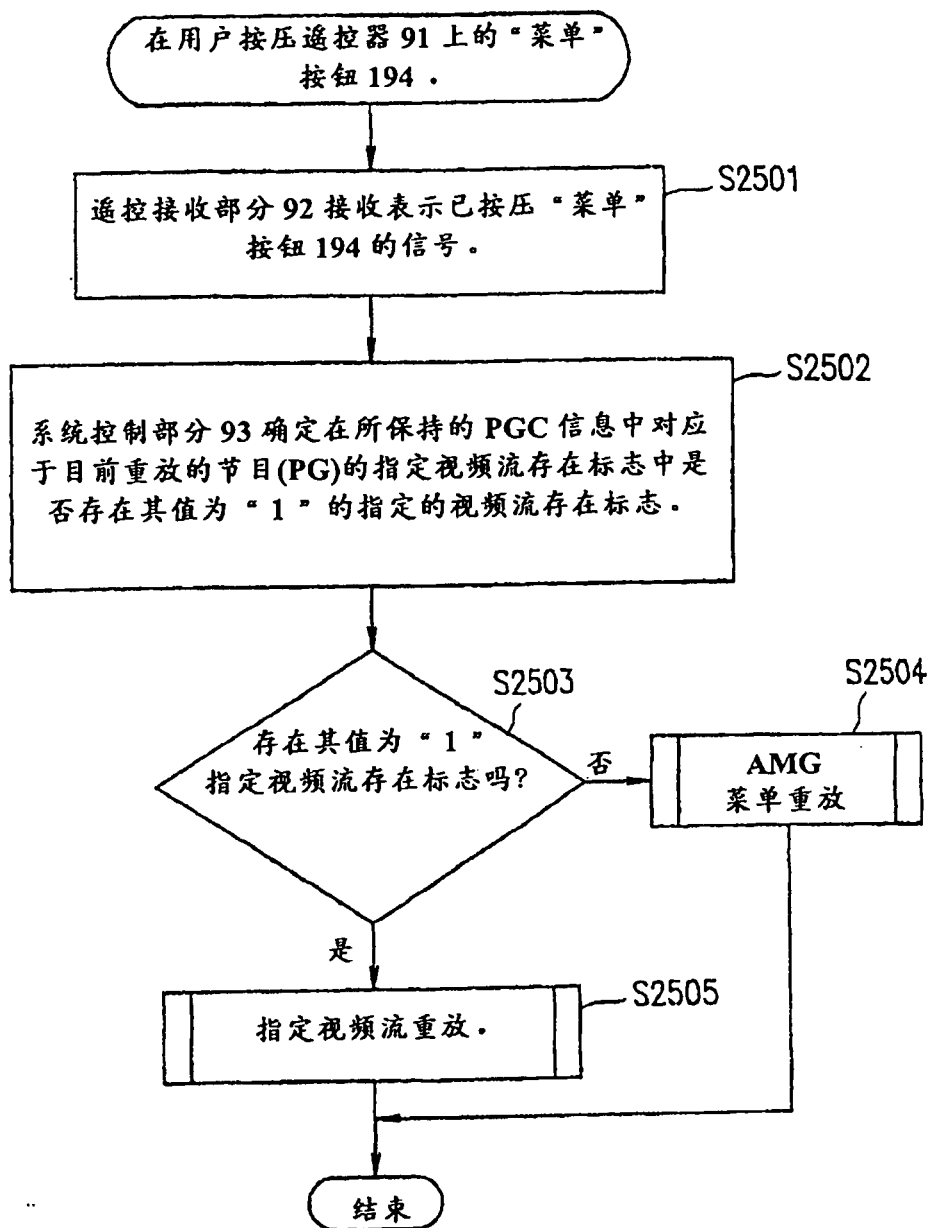 在用户按压遥控器 91 上的“菜单”
按钮 194 .
S2501
遥控接收部分 92 接收表示已按压“菜单”
按钮 194 的信号。
S2502
系统控制部分 93 确定在所保持的 PGC 信息中对应
于目前重放的节目(PG)的指定视频流存在标志中是
否存在其值为“1”的指定的视频流存在标志。
S2503
存在其值为“1”
指定视频流存在标志吗?
否
S2504
AMG
菜单重放
是
S2505
指定视频流重放.
结束